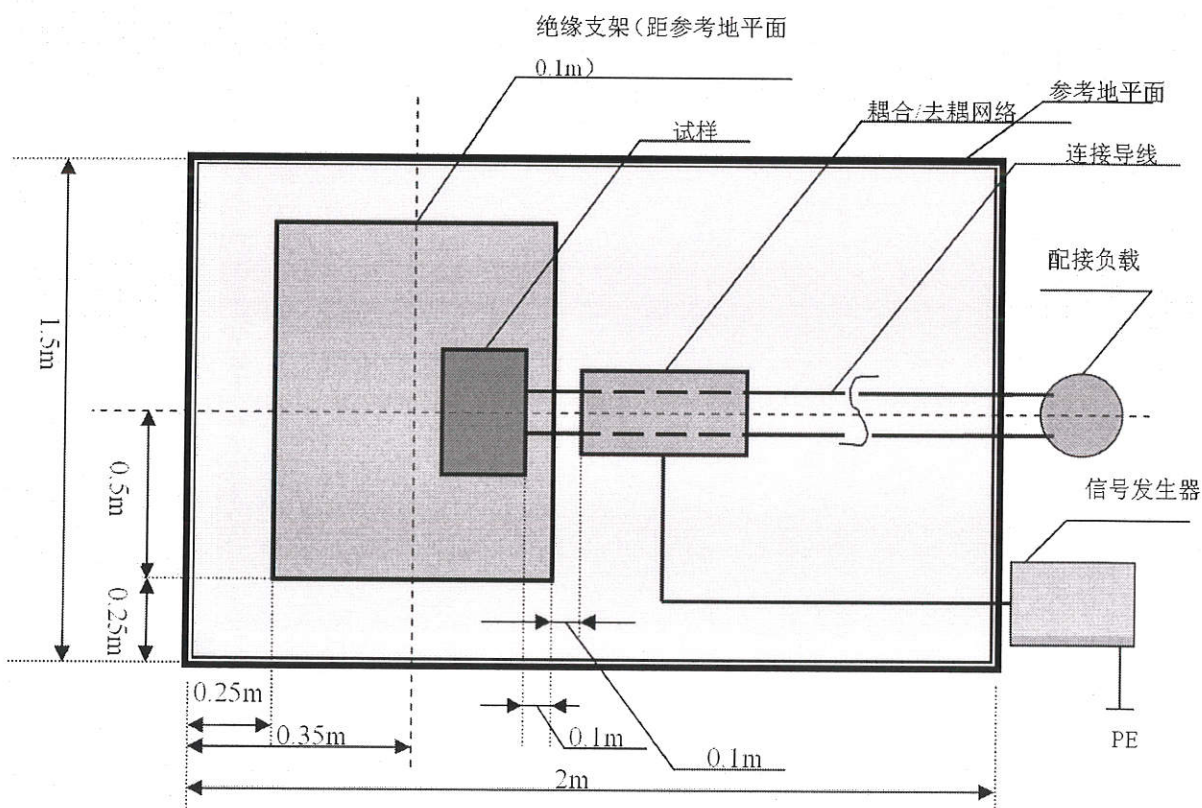 绝缘支架（距参考地平面
0.1m）
参考地平面
耦合/去耦网络
试样
连接导线
配接负载
1.5m
0.5m
信号发生器
0.25m
0.25m
0.35m
0.1m
0.1m
PE
2m